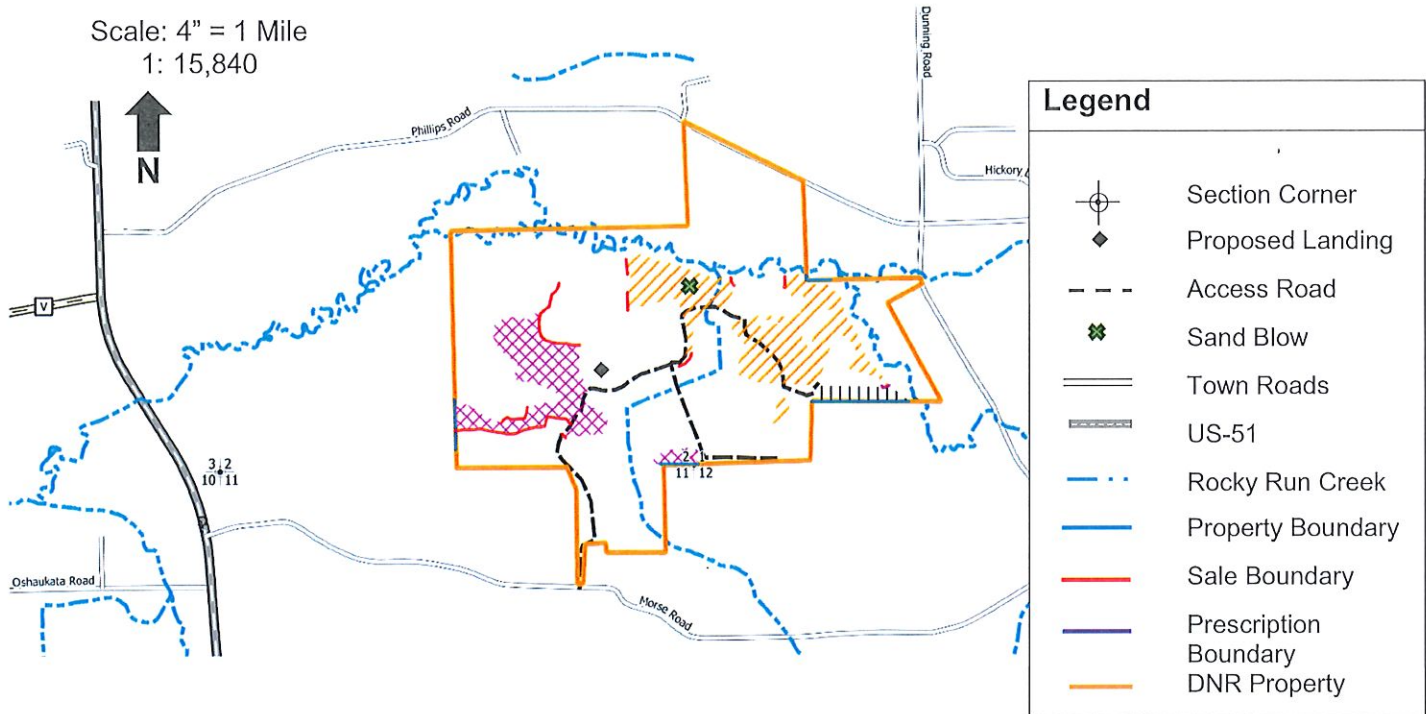 Scale: 4” = 1 Mile
1: 15,840
N
Phillips Road
Dunning Road
Hickory
V
3 2
10 11
2
11 12
Oshaukata Road
Morse Road
Legend
Section Corner
Proposed Landing
Access Road
Sand Blow
Town Roads
US-51
Rocky Run Creek
Property Boundary
Sale Boundary
Prescription
Boundary
DNR Property